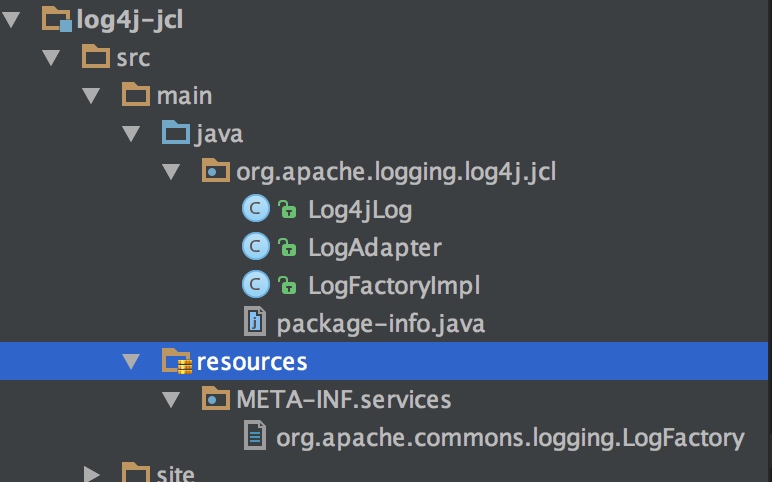 log4j-jcl
src
main
java
org.apache.logging.log4j.jcl
C Log4jLog
C LogAdapter
C LogFactoryImpl
j package-info.java
resources
META-INF.services
org.apache.commons.logging.LogFactory
site